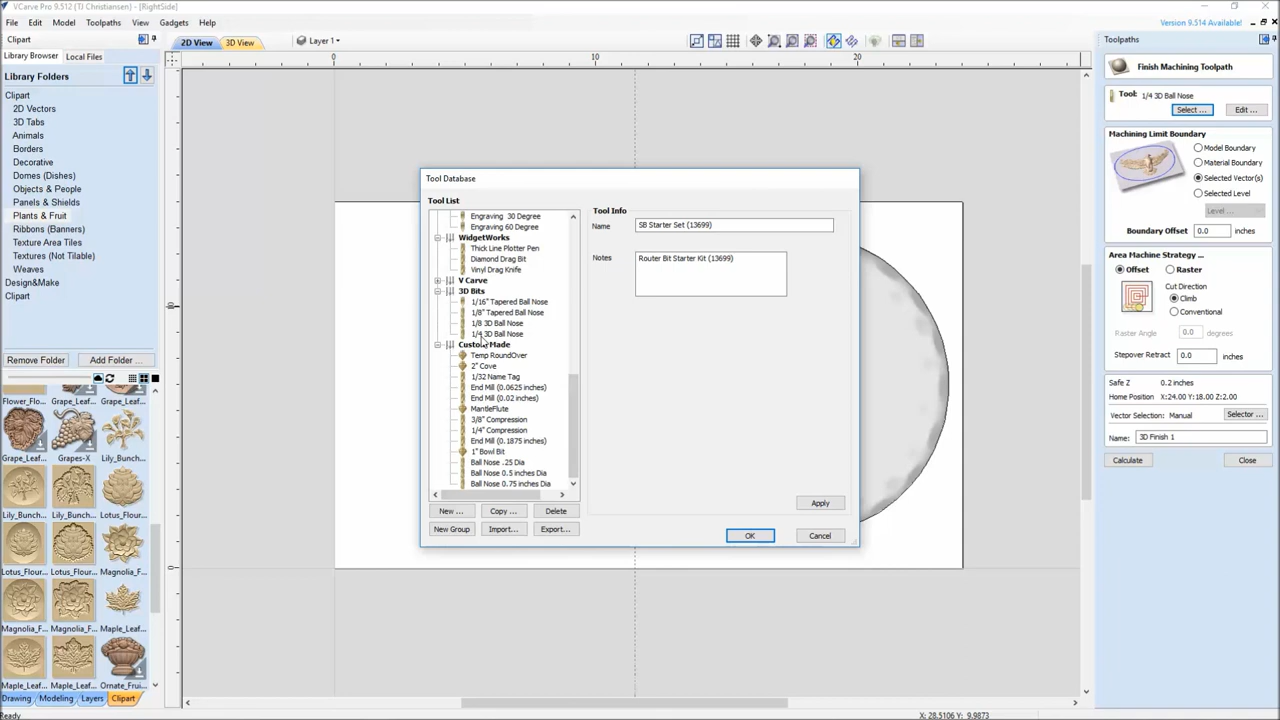 VCarve Pro 9.512 (TJ Christiansen) - [RightSide]
File Edit Model Toolpaths View Gadgets Help
Version 9.514 Available!
Clipart
2D View 3D View Layer 1
Library Browser Local Files
Library Folders
Clipart
2D Vectors
3D Tabs
Animals
Borders
Decorative
Domes (Dishes)
Objects & People
Panels & Shields
Plants & Fruit
Ribbons (Banners)
Texture Area Tiles
Textures (Not Tileable)
Weaves
Design&Make
Clipart
Remove Folder Add Folder ...
Flower_Flo... Grape_Leaf... Grape_Leaf...
Grape_Leaf... Grapes-X Lily_Bunch...
Lily_Bunch... Lily_Bunch... Lotus_Flour...
Lotus_Flour... Lotus_Flour... Magnolia_F...
Magnolia_F... Magnolia_F... Maple_Leaf...
Maple_Leaf... Maple_Leaf... Ornate_Frui...
Drawing Modeling Layers Clipart
Ready
0 10 20
0
Tool Database
Tool List
Engraving 30 Degree
Engraving 60 Degree
WidgetWorks
Thick Line Plotter Pen
Diamond Drag Bit
Vinyl Drag Knife
V Carve
3D Bits
1/16" Tapered Ball Nose
1/8" Tapered Ball Nose
1/8 3D Ball Nose
1/4 3D Ball Nose
Custom Made
Temp RoundOver
2" Cove
1/32 Name Tag
End Mill (0.0625 inches)
End Mill (0.02 inches)
MantleFlute
3/8" Compression
1/4" Compression
End Mill (0.1875 inches)
1" Bowl Bit
Ball Nose .25 Dia
Ball Nose 0.5 inches Dia
Ball Nose 0.75 inches Dia
New ... Copy ... Delete
New Group Import... Export...
Tool Info
Name SB Starter Set (13699)
Notes Router Bit Starter Kit (13699)
Apply
OK Cancel
Toolpaths
Finish Machining Toolpath
Tool: 1/4 3D Ball Nose
Select ... Edit ...
Machining Limit Boundary
Model Boundary
Material Boundary
Selected Vector(s)
Selected Level
Level ...
Boundary Offset 0.0 inches
Area Machine Strategy ...
Offset Raster
Cut Direction
Climb
Conventional
Raster Angle 0.0 degrees
Stepover Retract 0.0 inches
Safe Z 0.2 inches
Home Position X:24.00 Y:18.00 Z:2.00
Vector Selection: Manual Selector ...
Name: 3D Finish 1
Calculate Close
X: 28.5106 Y: 9.9873